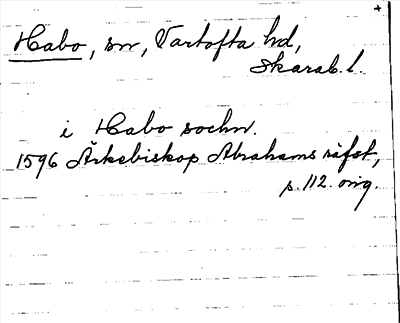 Habo, sn, Vartofta hd,
Skarab. l.
i Habo sochn.
1596 Ärkebiskop Abrahams räfst,
p. 112. orig.